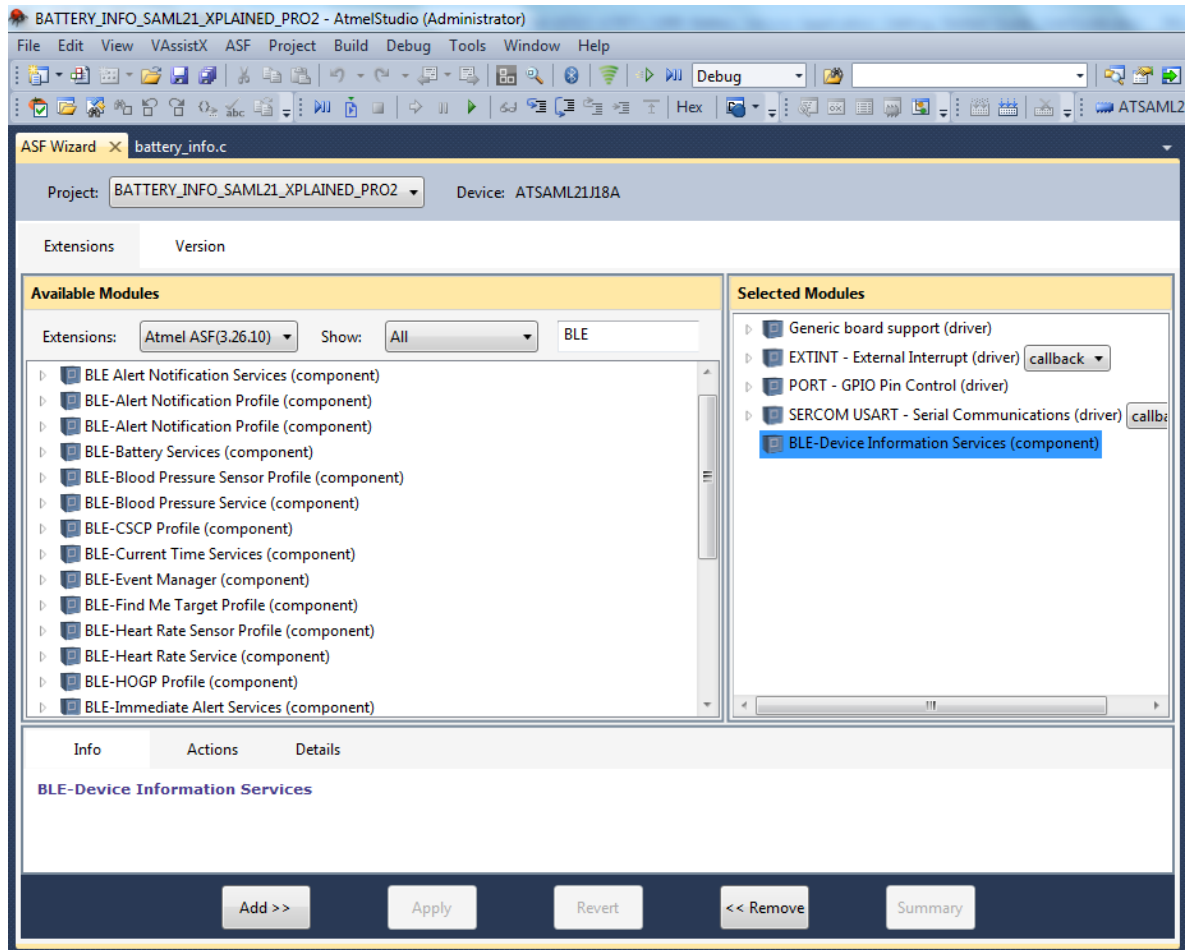 BATTERY_INFO_SAML21_XPLAINED_PRO2 - AtmelStudio (Administrator)
File Edit View VAssistX ASF Project Build Debug Tools Window Help
Debug
Hex ATSAML2
ASF Wizard battery_info.c
Project: BATTERY_INFO_SAML21_XPLAINED_PRO2 Device: ATSAML21J18A
Extensions Version
Available Modules
Extensions: Atmel ASF(3.26.10) Show: All BLE
BLE Alert Notification Services (component)
BLE-Alert Notification Profile (component)
BLE-Alert Notification Profile (component)
BLE-Battery Services (component)
BLE-Blood Pressure Sensor Profile (component)
BLE-Blood Pressure Service (component)
BLE-CSCP Profile (component)
BLE-Current Time Services (component)
BLE-Event Manager (component)
BLE-Find Me Target Profile (component)
BLE-Heart Rate Sensor Profile (component)
BLE-Heart Rate Service (component)
BLE-HOGP Profile (component)
BLE-Immediate Alert Services (component)
Selected Modules
Generic board support (driver)
EXTINT - External Interrupt (driver) callback
PORT - GPIO Pin Control (driver)
SERCOM USART - Serial Communications (driver) callba
BLE-Device Information Services (component)
Info Actions Details
BLE-Device Information Services
Add >> Apply Revert << Remove Summary